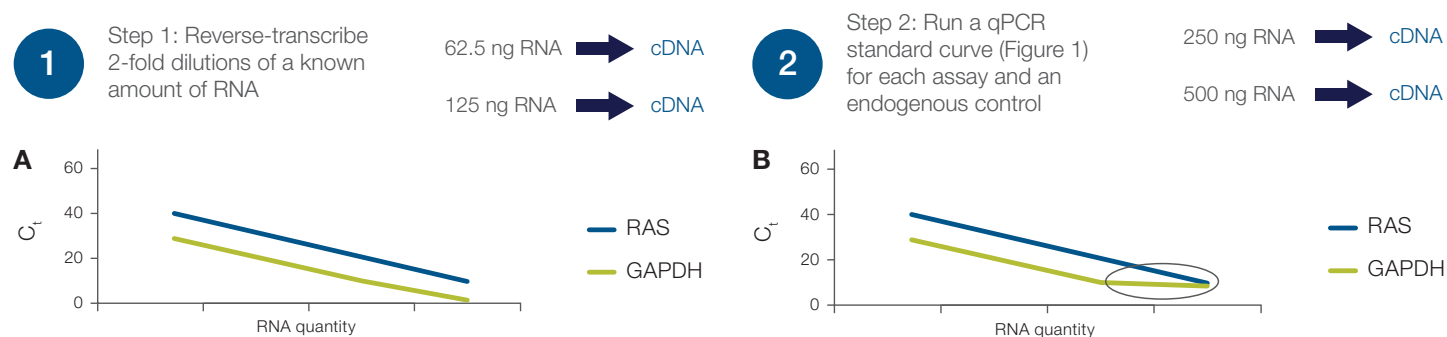 1
Step 1: Reverse-transcribe
2-fold dilutions of a known
amount of RNA
62.5 ng RNA cDNA
125 ng RNA cDNA
2
Step 2: Run a qPCR
standard curve (Figure 1)
for each assay and an
endogenous control
250 ng RNA cDNA
500 ng RNA cDNA
A
60
40
20
0
Ct
RNA quantity
RAS
GAPDH
B
60
40
20
0
Ct
RNA quantity
RAS
GAPDH